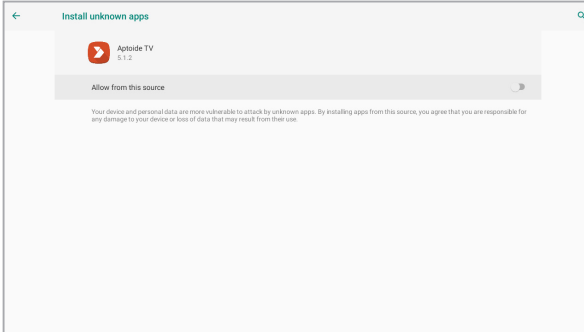 Install unknown apps
Aptoide TV
5.1.2
Allow from this source
Your device and personal data are more vulnerable to attack by unknown apps. By installing apps from this source, you agree that you are responsible for
any damage to your device or loss of data that may result from their use.